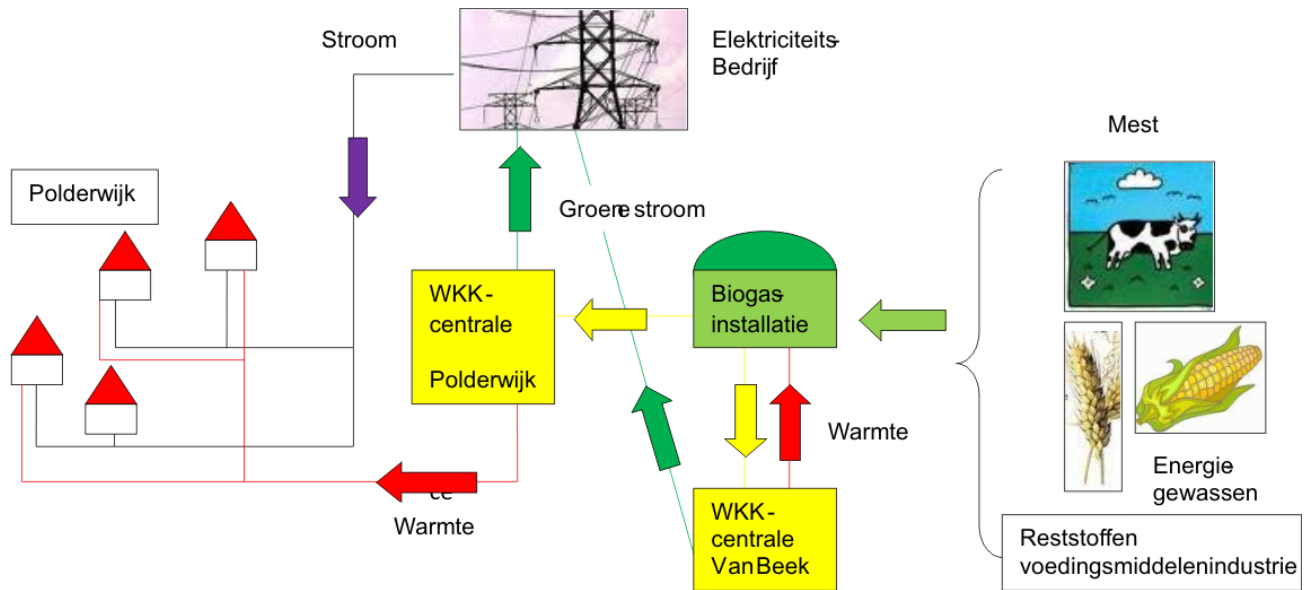 Stroom
Elektriciteits-
Bedrijf
Mest
Polderwijk
Groene stroom
WKK-
centrale
Polderwijk
Biogas-
installatie
Warmte
Energie-
gewassen
Warmte
WKK-
centrale
Van Beek
Reststoffen
voedingsmiddelenindustrie